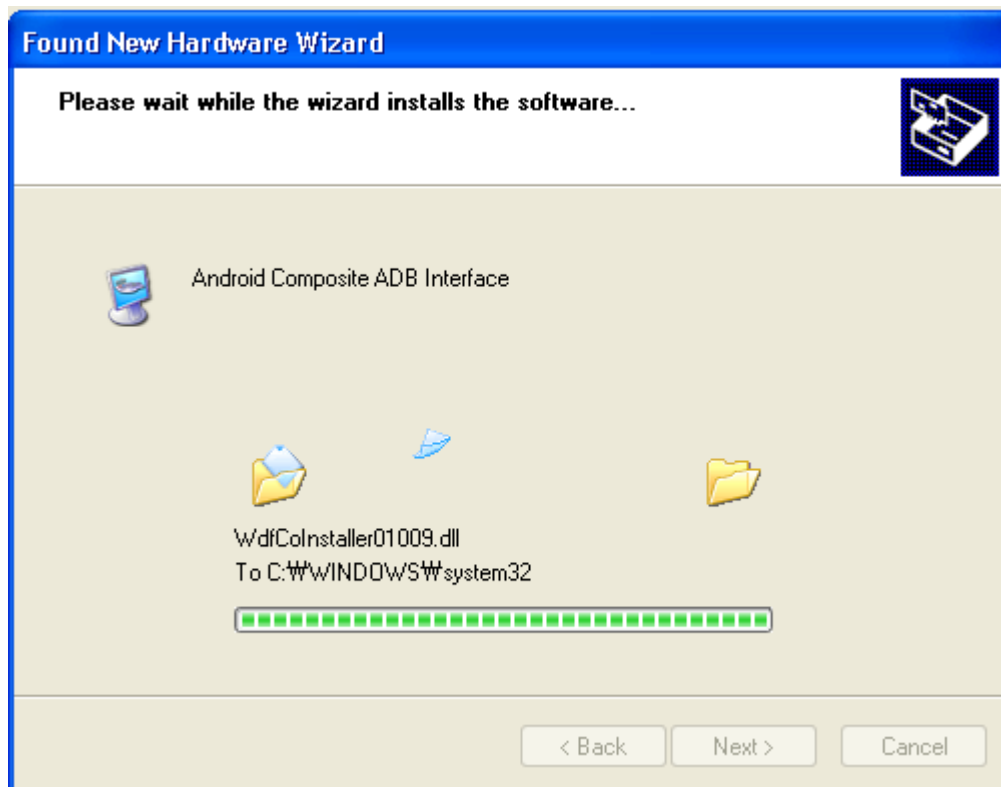 Found New Hardware Wizard
Please wait while the wizard installs the software...
Android Composite ADB Interface
WdfCoInstaller01009.dll
To C:₩WINDOWS₩system32
< Back
Next >
Cancel